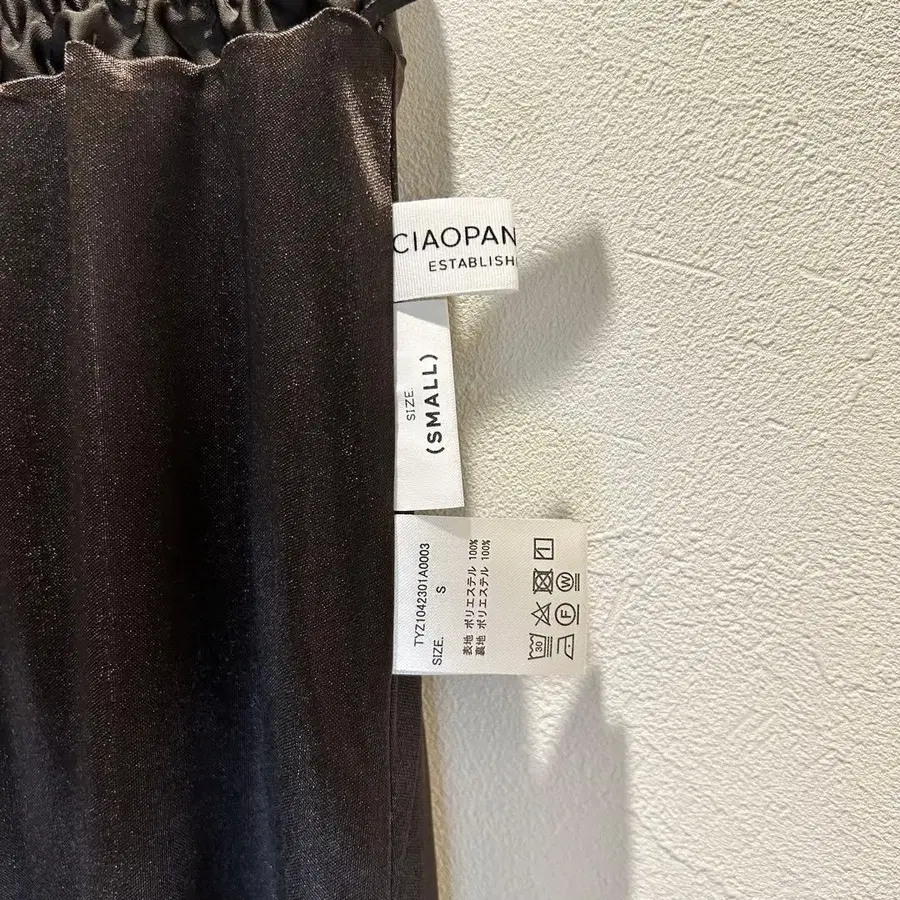 CIAOPAN
ESTABLISH
SIZE.
(SMALL)
TYZ1042301A0003
SIZE. S
表地 ポリエステル 100%
裏地 ポリエステル 100%
30
F
W